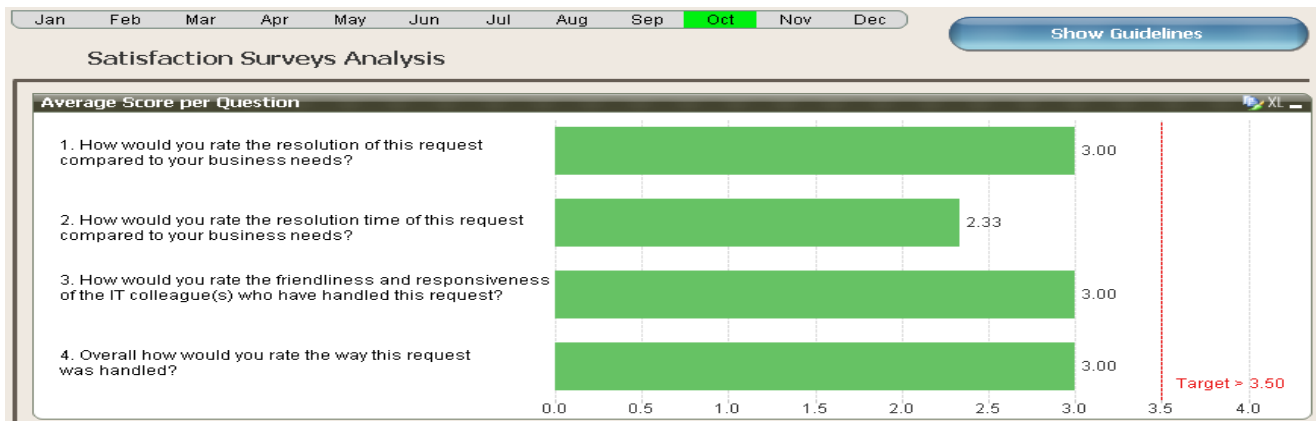 Jan Feb Mar Apr May Jun Jul Aug Sep Oct Nov Dec
Show Guidelines
Satisfaction Surveys Analysis
Average Score per Question
XL
1. How would you rate the resolution of this request
compared to your business needs?
3.00
2. How would you rate the resolution time of this request
compared to your business needs?
2.33
3. How would you rate the friendliness and responsiveness
of the IT colleague(s) who have handled this request?
3.00
4. Overall how would you rate the way this request
was handled?
3.00
Target > 3.50
0.0 0.5 1.0 1.5 2.0 2.5 3.0 3.5 4.0